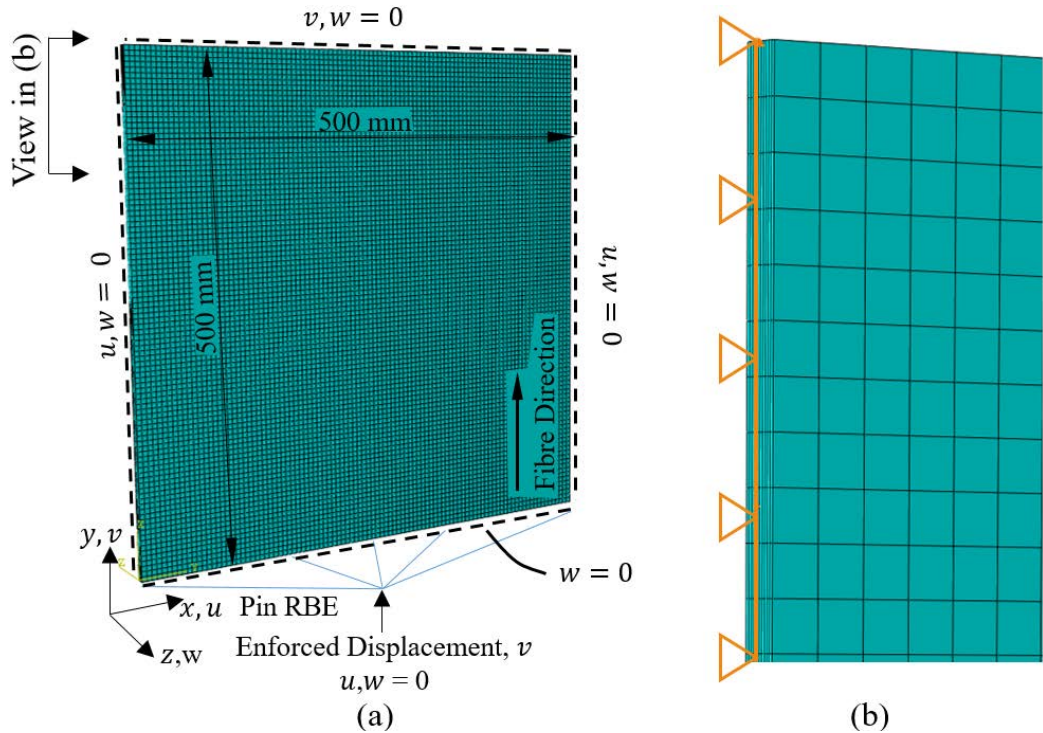 v, w = 0
View in (b)
500 mm
500 mm
u, w = 0
u, w = 0
Fibre Direction
z
z
y, v
x, u
Pin RBE
w = 0
z,w
Enforced Displacement, v
u,w = 0
(a)
(b)